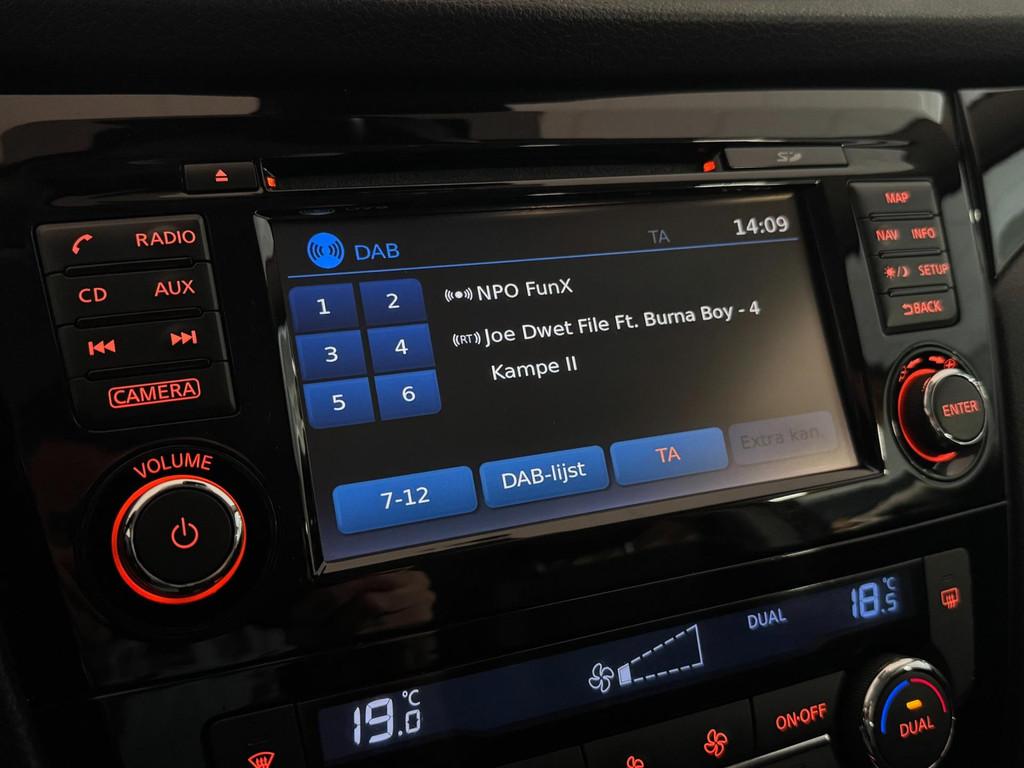 SD
MAP
NAV INFO
SETUP
BACK
ENTER
RADIO
CD AUX
CAMERA
VOLUME
DAB TA 14:09
1 2
3 4
5 6
NPO FunX
(RT) Joe Dwet File Ft. Burna Boy - 4
Kampe II
7-12 DAB-lijst TA Extra kan.
DUAL 18.5 °C
19.0 °C
ON·OFF
DUAL